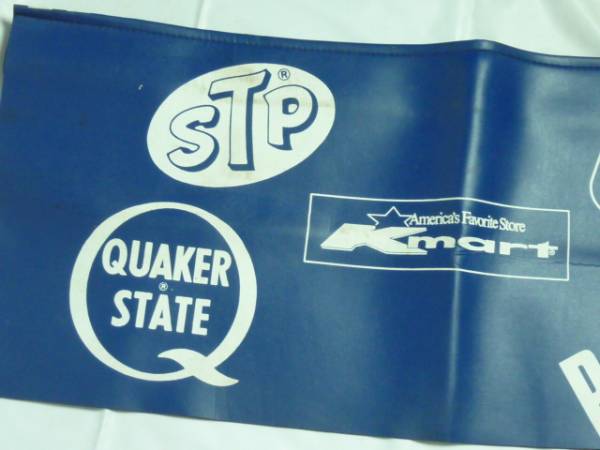 STP®
America's Favorite Store
Kmart
QUAKER
®
STATE